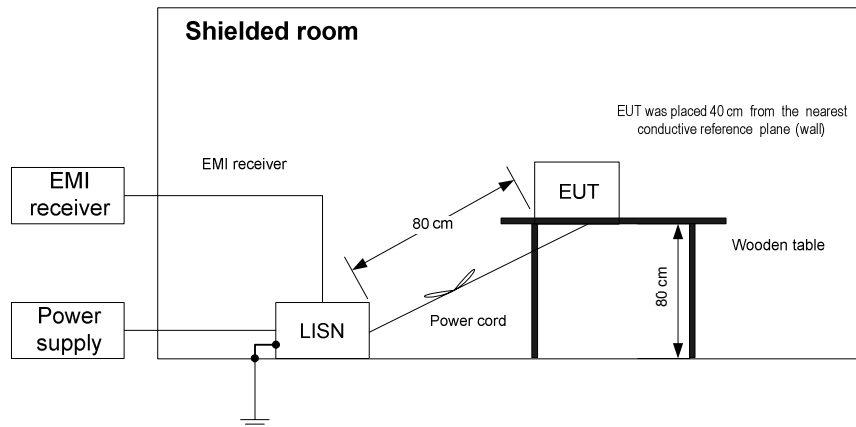 Shielded room
EUT was placed 40 cm from the nearest
conductive reference plane (wall)
EMI receiver
EMI
receiver
EUT
80 cm
Wooden table
80 cm
Power
supply
LISN
Power cord